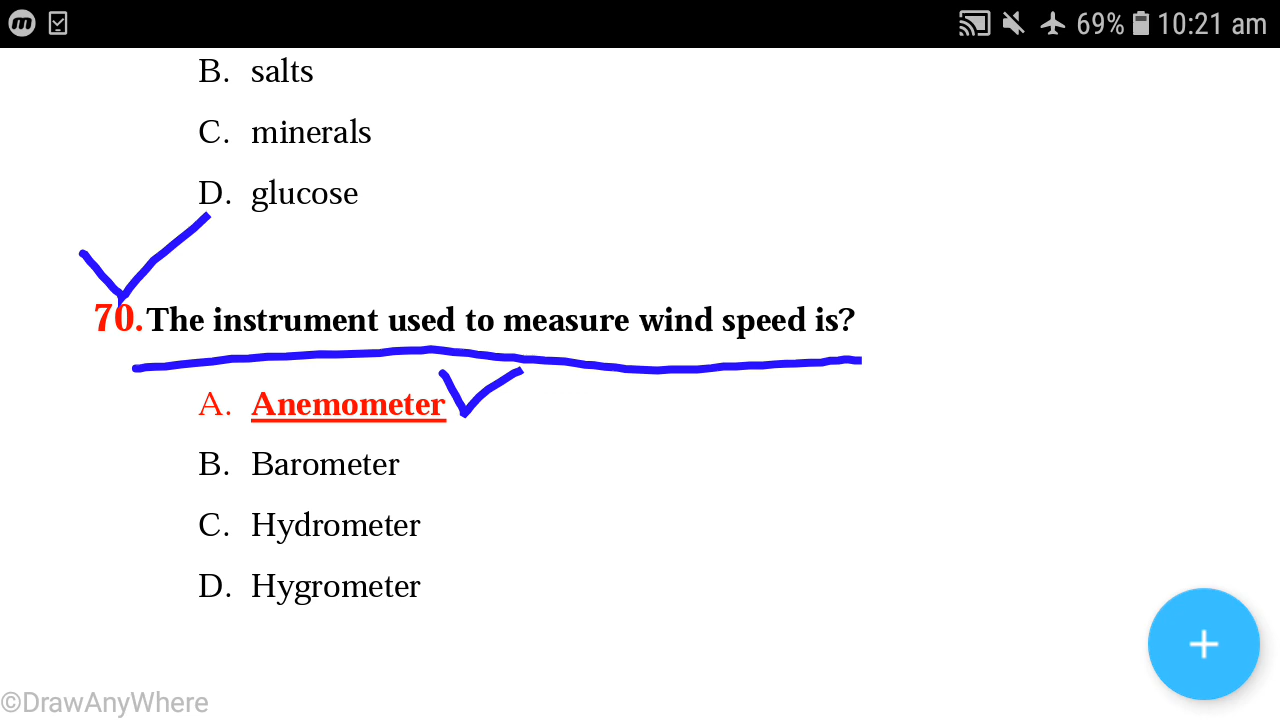 69% 10:21 am
B. salts
C. minerals
D. glucose
70. The instrument used to measure wind speed is?
A. Anemometer
B. Barometer
C. Hydrometer
D. Hygrometer
©DrawAnyWhere